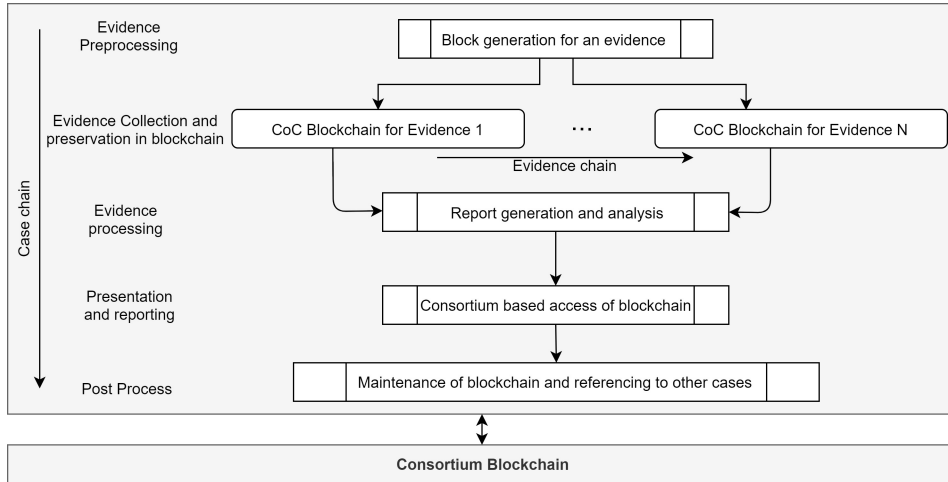 Evidence
Preprocessing
Block generation for an evidence
Evidence Collection and
preservation in blockchain
CoC Blockchain for Evidence 1
...
CoC Blockchain for Evidence N
Evidence chain
Case chain
Evidence
processing
Report generation and analysis
Presentation
and reporting
Consortium based access of blockchain
Post Process
Maintenance of blockchain and referencing to other cases
Consortium Blockchain